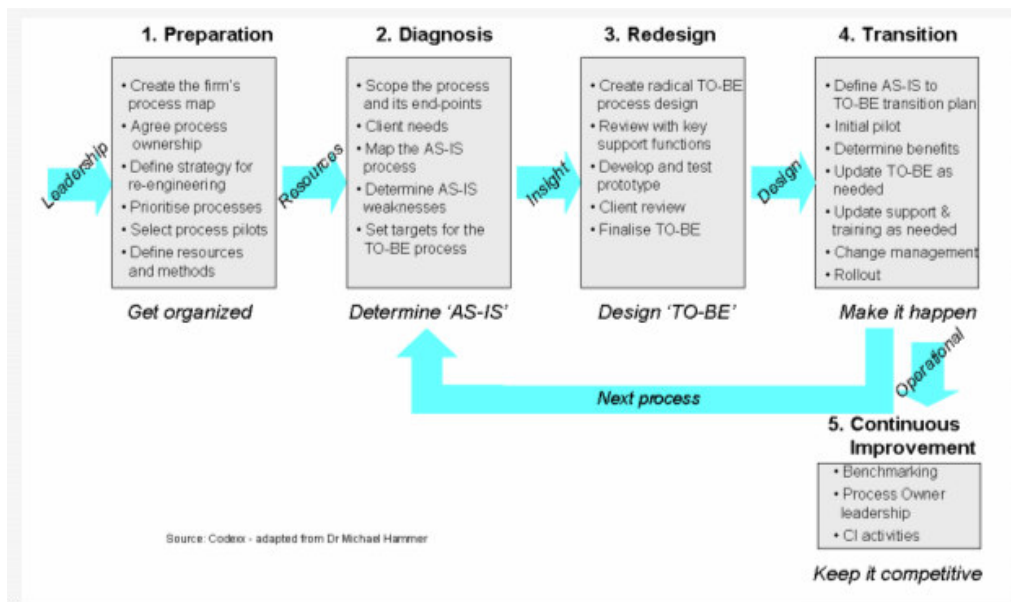 1. Preparation
• Create the firm's
process map
• Agree process
ownership
• Define strategy for
re-engineering
• Prioritise processes
• Select process pilots
• Define resources
and methods
Get organized
2. Diagnosis
• Scope the process
and its end-points
• Client needs
• Map the AS-IS
process
• Determine AS-IS
weaknesses
• Set targets for the
TO-BE process
Determine 'AS-IS'
3. Redesign
• Create radical TO-BE
process design
• Review with key
support functions
• Develop and test
prototype
• Client review
• Finalise TO-BE
Design 'TO-BE'
4. Transition
• Define AS-IS to
TO-BE transition plan
• Initial pilot
• Determine benefits
• Update TO-BE as
needed
• Update support &
training as needed
• Change management
• Rollout
Make it happen
Leadership
Resources
Insight
Design
Operational
Next process
5. Continuous
Improvement
• Benchmarking
• Process Owner
leadership
• CI activities
Keep it competitive
Source: Codexx - adapted from Dr Michael Hammer